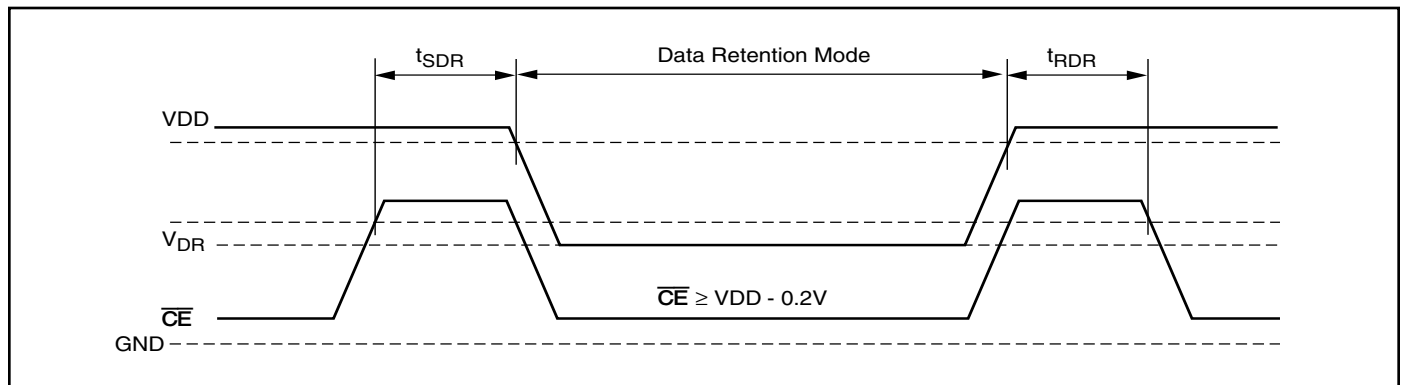 tSDR
Data Retention Mode
tRDR
VDD
VDR
CE ≥ VDD - 0.2V
CE
GND